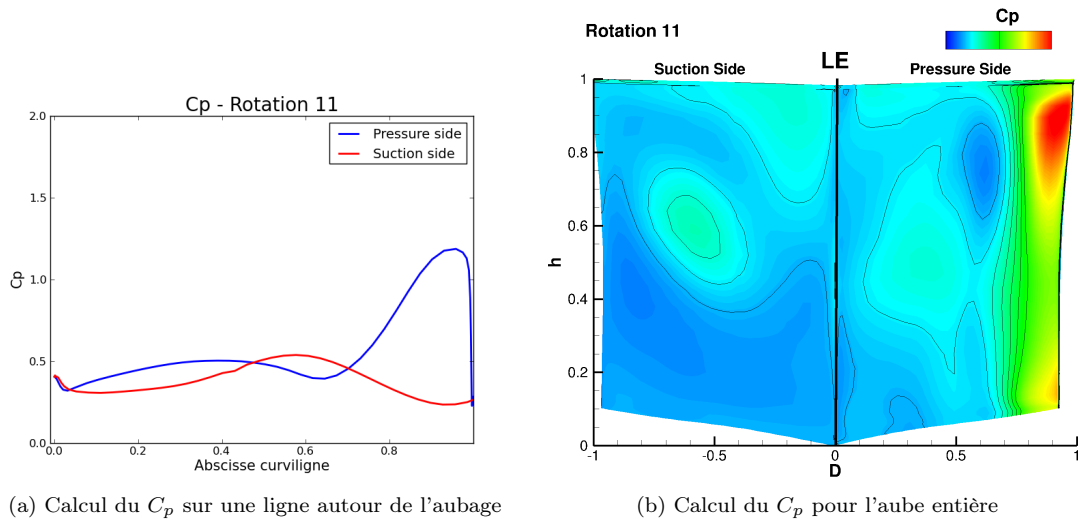 Cp - Rotation 11
Pressure side
Suction side
2.0
1.5
1.0
0.5
0.0
Cp
0.0 0.2 0.4 0.6 0.8
Abscisse curviligne
(a) Calcul du Cp sur une ligne autour de l'aubage
Rotation 11
Cp
LE
Suction Side
Pressure Side
1
0.8
0.6
0.4
0.2
0
h
-1 -0.5 0 0.5 1
D
(b) Calcul du Cp pour l'aube entière